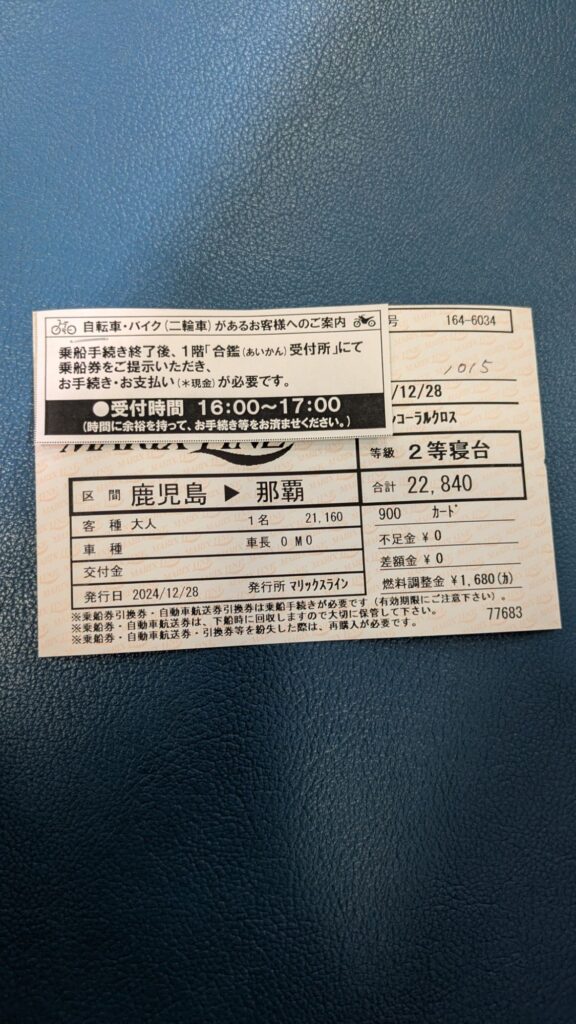 自転車・バイク(二輪車)があるお客様へのご案内
乗船手続き終了後、1階「合鑑(あいかん)受付所」にて
乗船券をご提示いただき、
お手続き・お支払い(*現金)が必要です。
●受付時間 16:00〜17:00
(時間に余裕を持って、お手続き等をお済ませください。)
号 164-6034
1015
/12/28
コーラルクロス
MARIX LINE
等級 2等寝台
区間 鹿児島 ▶ 那覇
合計 22,840
客種 大人 1名 21,160
900 カード
車種 車長 0M0
不足金 ¥0
交付金
差額金 ¥0
発行日 2024/12/28 発行所 マリックスライン
燃料調整金 ¥1,680(カ)
※乗船券引換券・自動車航送券引換券は乗船手続きが必要です(有効期限にご注意下さい。)
※乗船券・自動車航送券は、下船時に回収しますので大切に保管して下さい。
※乗船券・自動車航送券・引換券等を紛失した際は、再購入が必要です。
77683